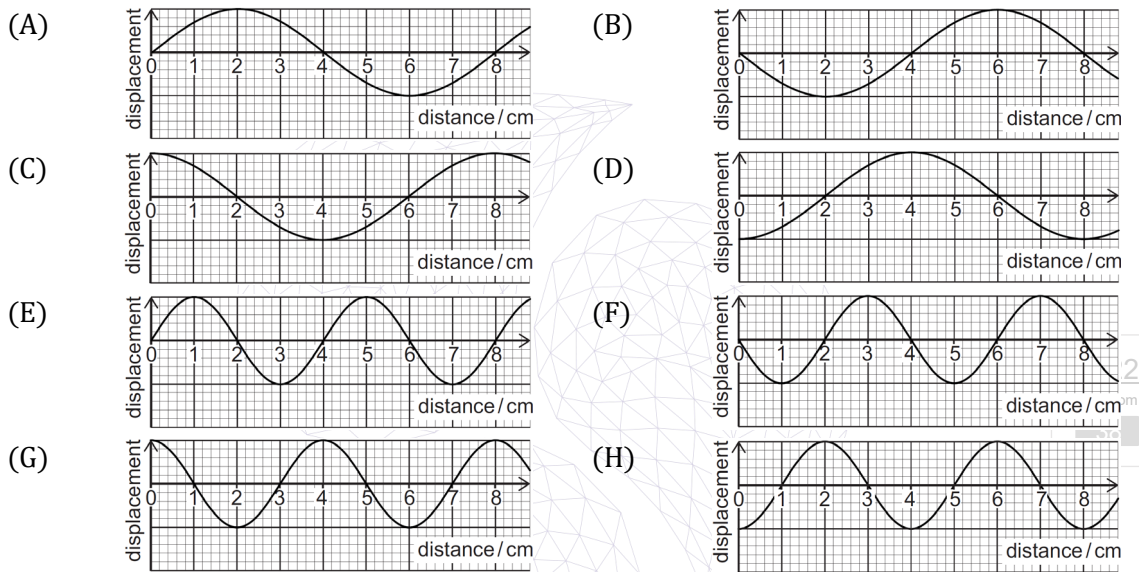 (A) displacement 0 1 2 3 4 5 6 7 8 distance/cm
(B) displacement 0 1 2 3 4 5 6 7 8 distance/cm
(C) displacement 0 1 2 3 4 5 6 7 8 distance/cm
(D) displacement 0 1 2 3 4 5 6 7 8 distance/cm
(E) displacement 0 1 2 3 4 5 6 7 8 distance/cm
(F) displacement 0 1 2 3 4 5 6 7 8 distance/cm
2
om
(G) displacement 0 1 2 3 4 5 6 7 8 distance/cm
(H) displacement 0 1 2 3 4 5 6 7 8 distance/cm